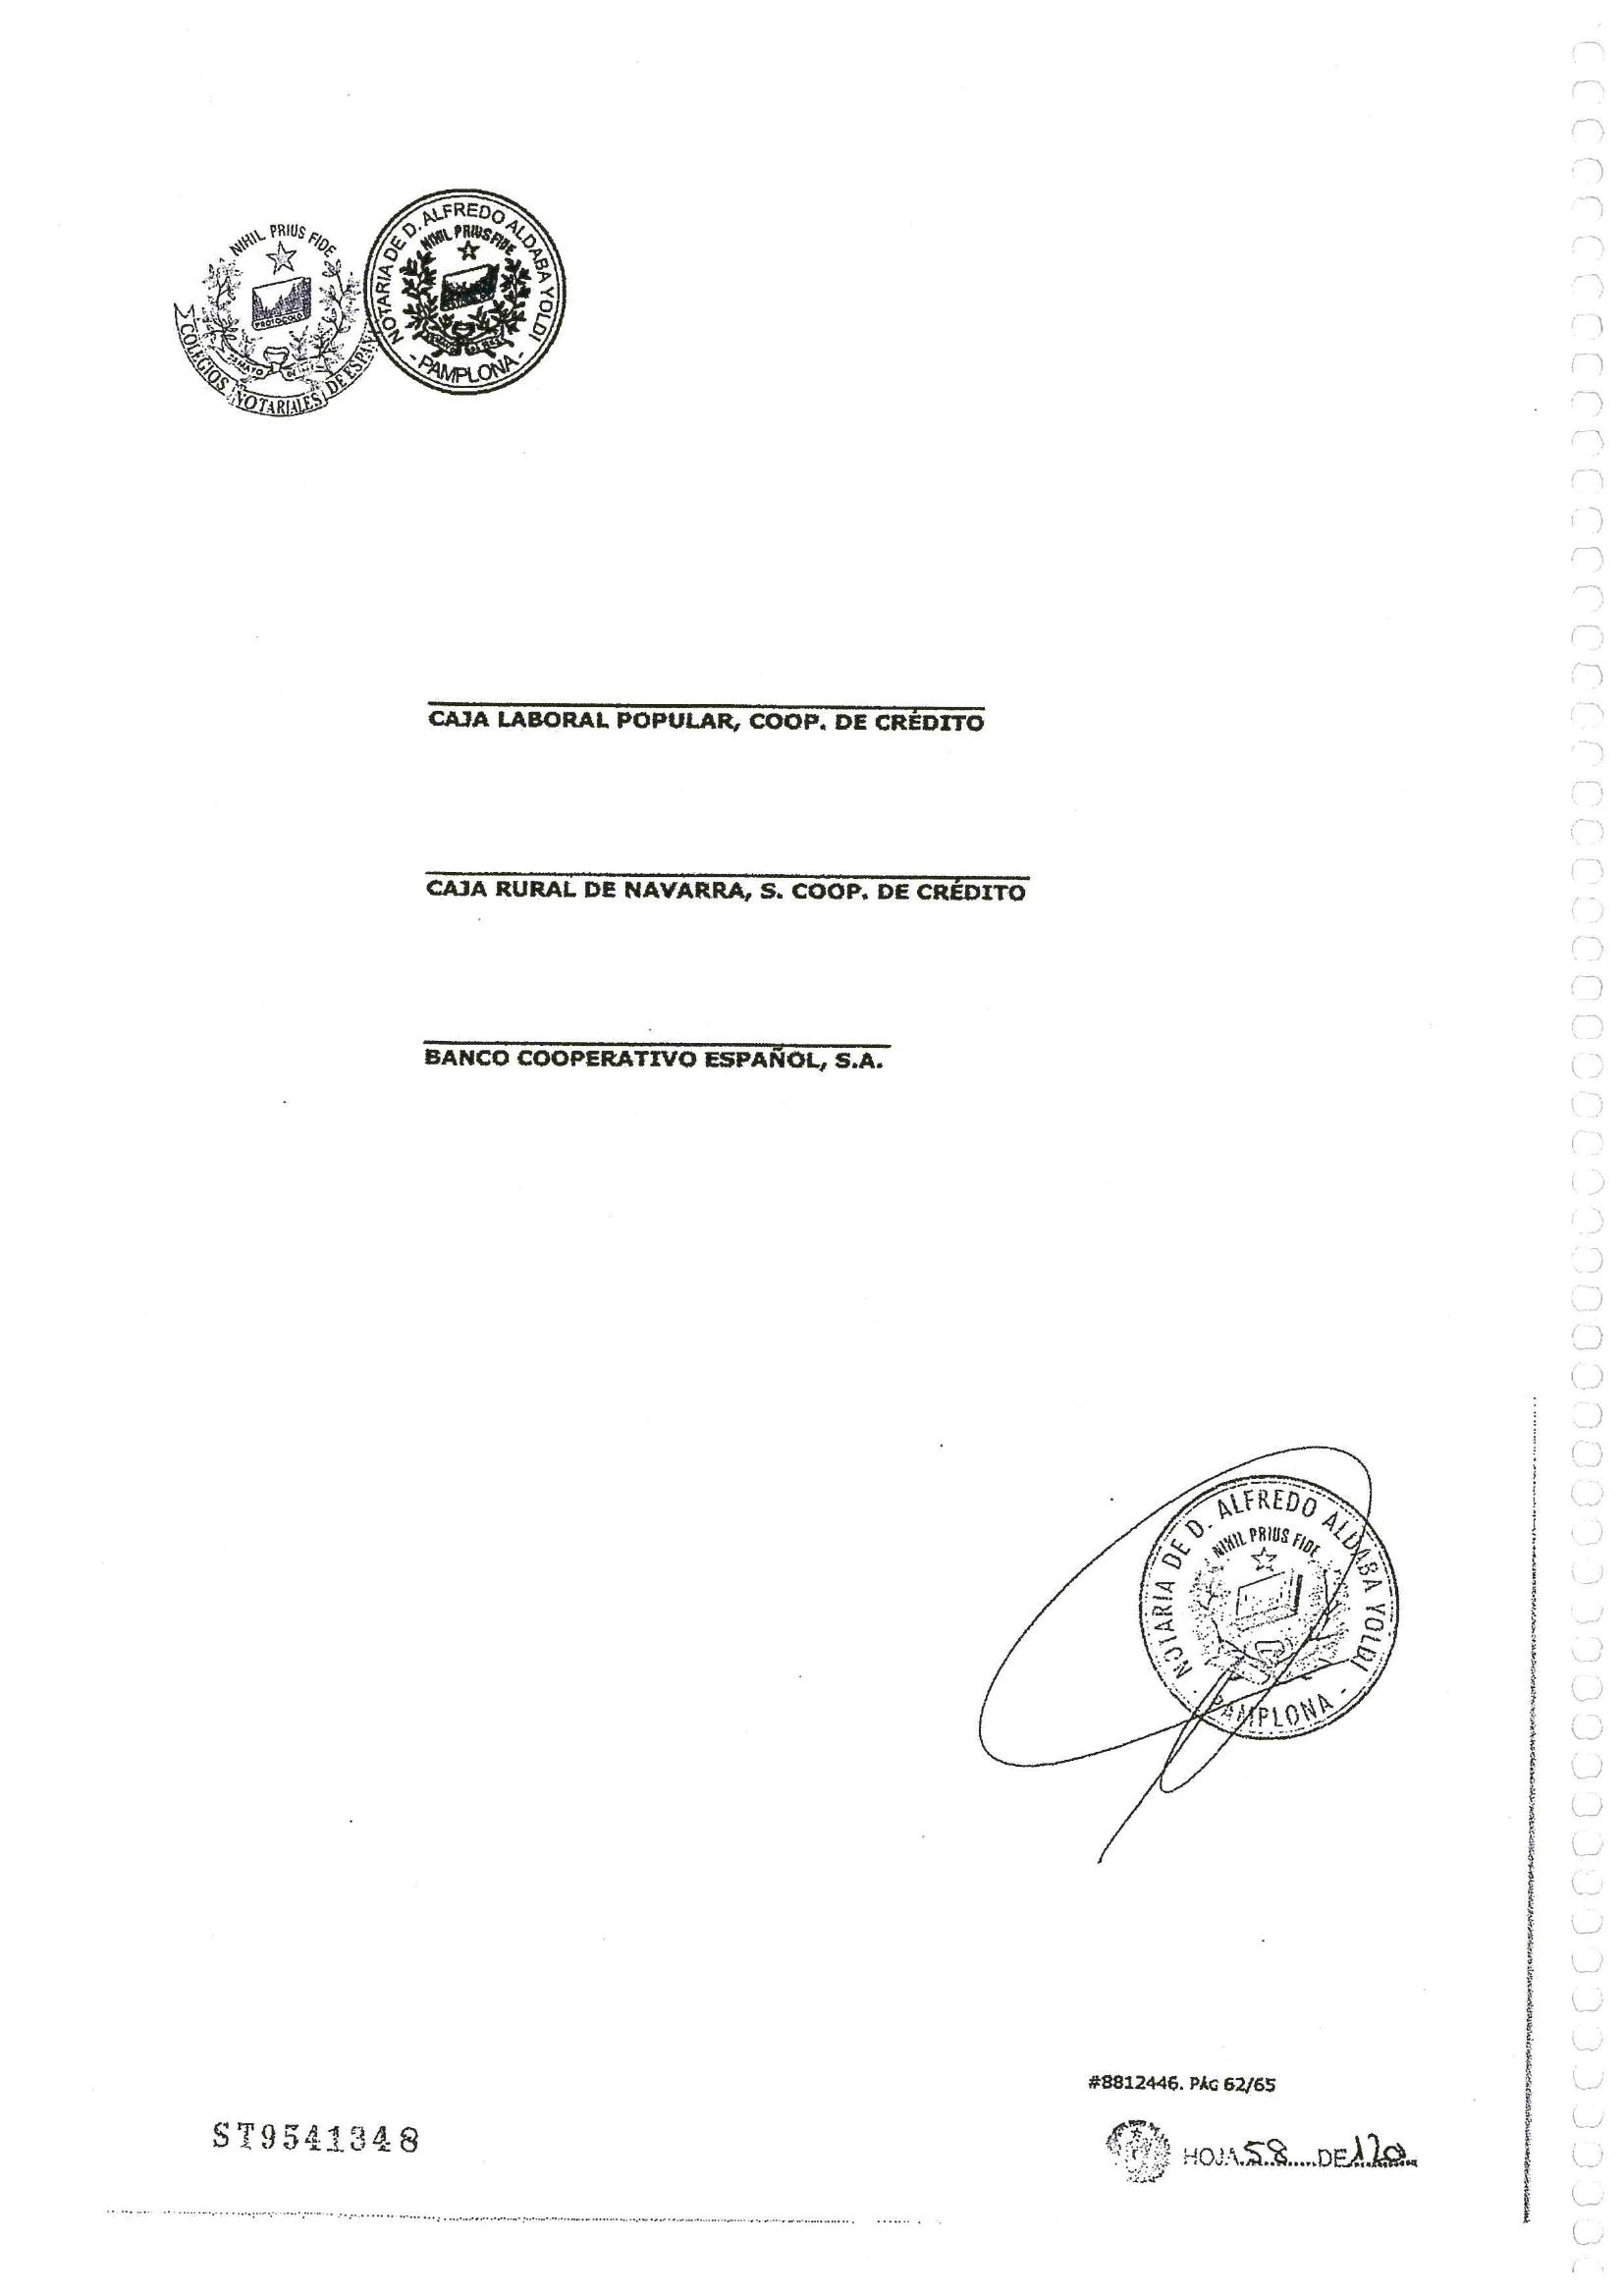 NIHIL PRIUS FIDE
PROTOCOLO
COLEGIOS NOTARIALES DE ESPAÑ
NOTARIA DE D. ALFREDO ALDABA YOLDI
NIHIL PRIUS FIDE
- PAMPLONA -
CAJA LABORAL POPULAR, COOP. DE CRÉDITO
CAJA RURAL DE NAVARRA, S. COOP. DE CRÉDITO
BANCO COOPERATIVO ESPAÑOL, S.A.
NOTARIA DE D. ALFREDO ALDABA YOLDI
NIHIL PRIUS FIDE
- PAMPLONA -
#8812446. PÁG 62/65
ST9541348
HOJA 58 DE 120